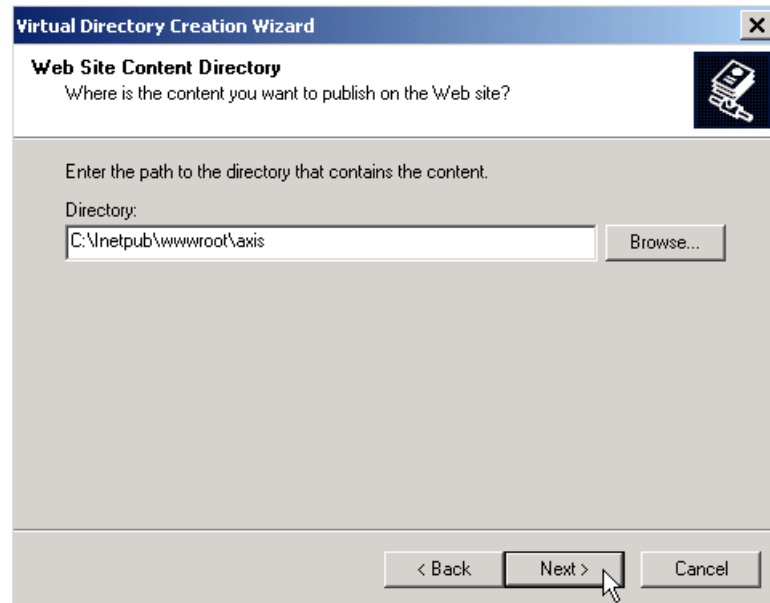 Virtual Directory Creation Wizard
Web Site Content Directory
Where is the content you want to publish on the Web site?
Enter the path to the directory that contains the content.
Directory:
C:\Inetpub\wwwroot\axis
Browse...
< Back
Next >
Cancel